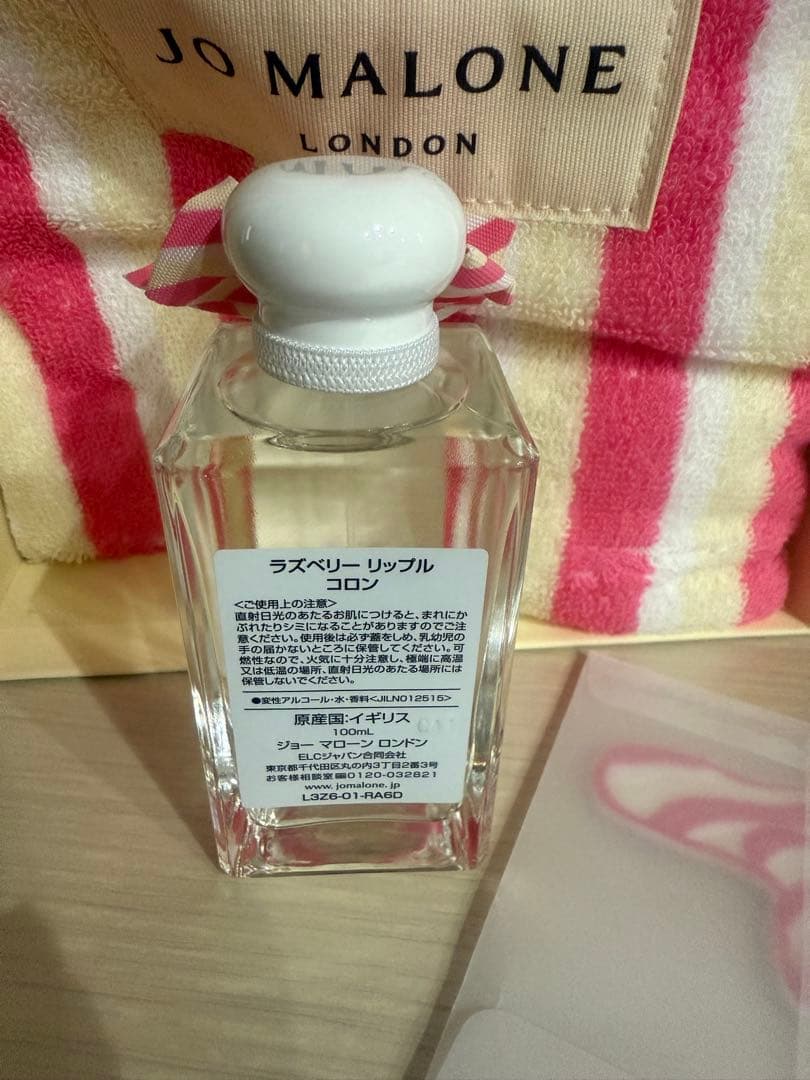 JO MALONE
LONDON
ラズベリー リップル
コロン
<ご使用上の注意>
直射日光のあたるお肌につけると、まれにか
ぶれたりシミになることがありますのでご注
意ください。使用後は必ず蓋をしめ、乳幼児の
手の届かないところに保管してください。可
燃性なので、火気に十分注意し、極端に高温
又は低温の場所、直射日光のあたる場所には
保管しないでください。
●変性アルコール・水・香料<JILN012515>
原産国:イギリス
100mL
ジョー マローン ロンドン
ELCジャパン合同会社
東京都千代田区丸の内3丁目2番3号
お客様相談室 0120-032821
www.jomalone.jp
L3Z6-01-RA6D